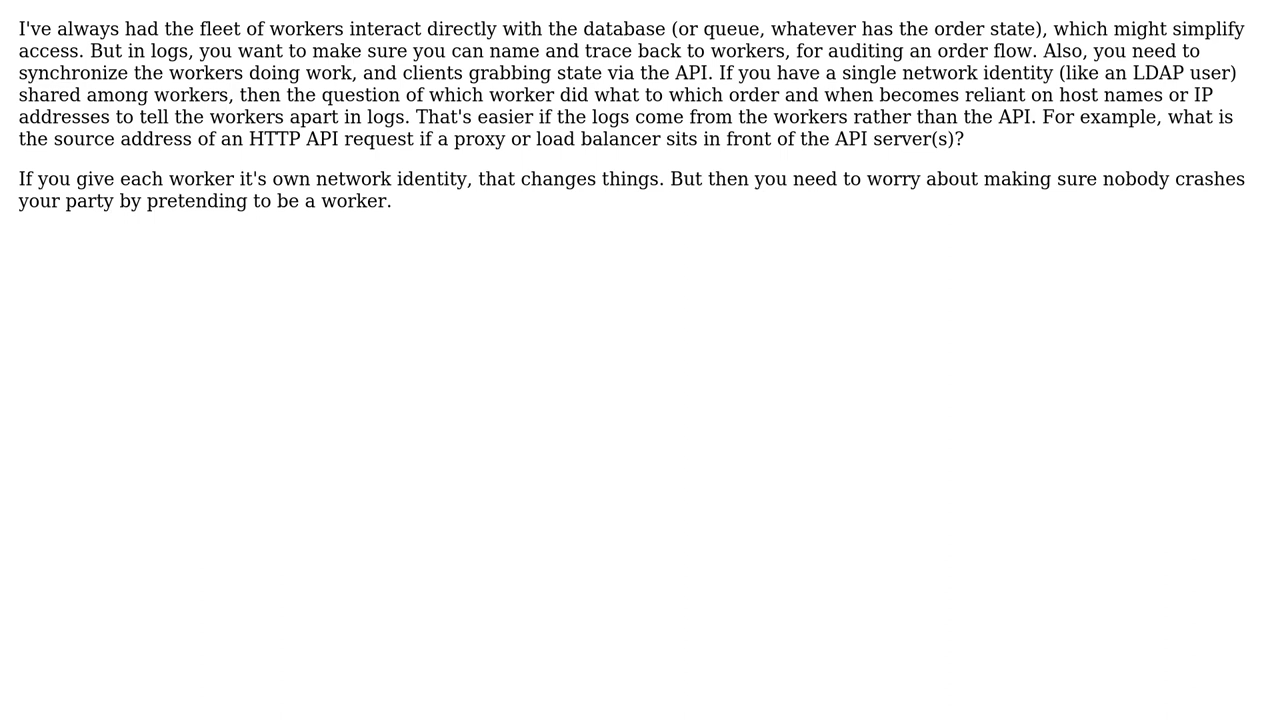 I've always had the fleet of workers interact directly with the database (or queue, whatever has the order state), which might simplify
access. But in logs, you want to make sure you can name and trace back to workers, for auditing an order flow. Also, you need to
synchronize the workers doing work, and clients grabbing state via the API. If you have a single network identity (like an LDAP user)
shared among workers, then the question of which worker did what to which order and when becomes reliant on host names or IP
addresses to tell the workers apart in logs. That's easier if the logs come from the workers rather than the API. For example, what is
the source address of an HTTP API request if a proxy or load balancer sits in front of the API server(s)?
If you give each worker it's own network identity, that changes things. But then you need to worry about making sure nobody crashes
your party by pretending to be a worker.